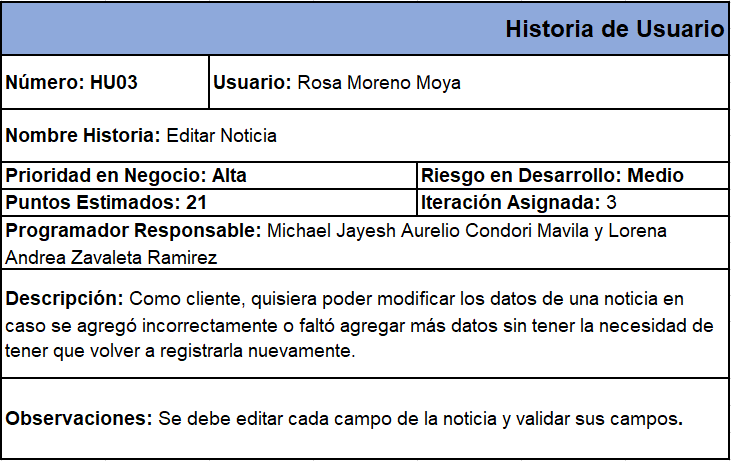 Historia de Usuario
Número: HU03 Usuario: Rosa Moreno Moya
Nombre Historia: Editar Noticia
Prioridad en Negocio: Alta Riesgo en Desarrollo: Medio
Puntos Estimados: 21 Iteración Asignada: 3
Programador Responsable: Michael Jayesh Aurelio Condori Mavila y Lorena
Andrea Zavaleta Ramirez
Descripción: Como cliente, quisiera poder modificar los datos de una noticia en
caso se agregó incorrectamente o faltó agregar más datos sin tener la necesidad de
tener que volver a registrarla nuevamente.
Observaciones: Se debe editar cada campo de la noticia y validar sus campos.